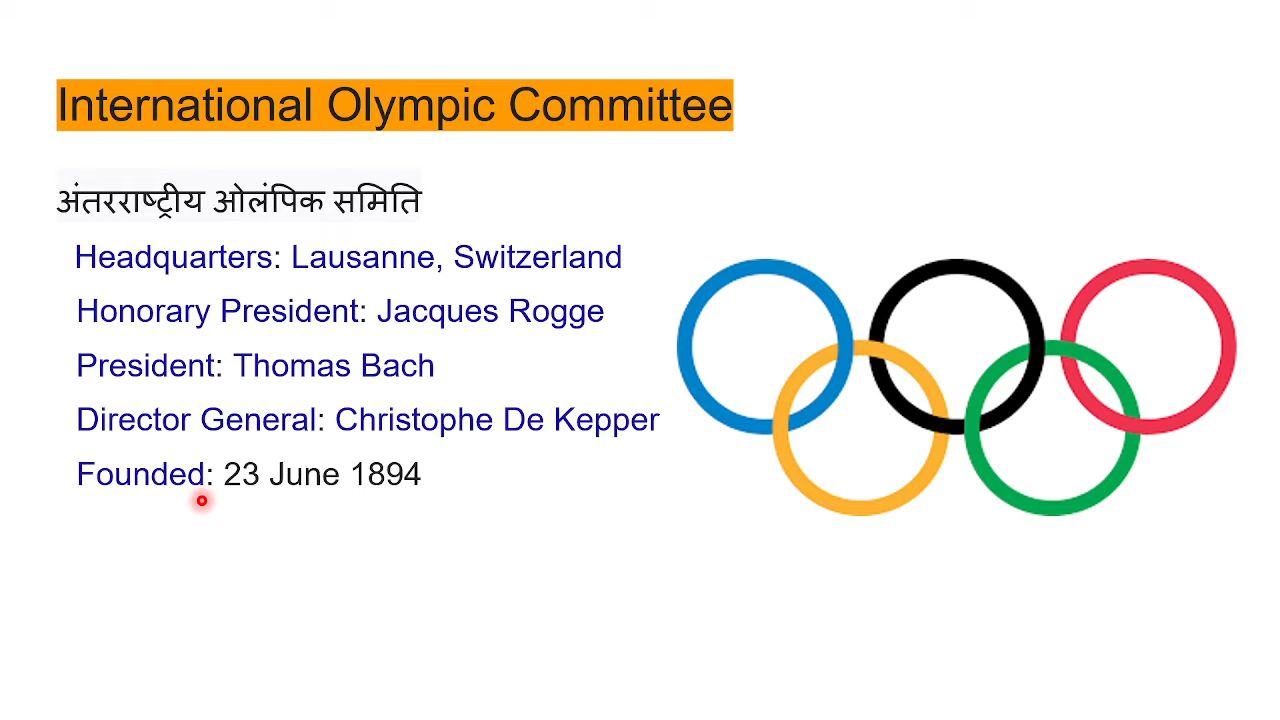 International Olympic Committee
अंतरराष्ट्रीय ओलंपिक समिति
Headquarters: Lausanne, Switzerland
Honorary President: Jacques Rogge
President: Thomas Bach
Director General: Christophe De Kepper
Founded: 23 June 1894